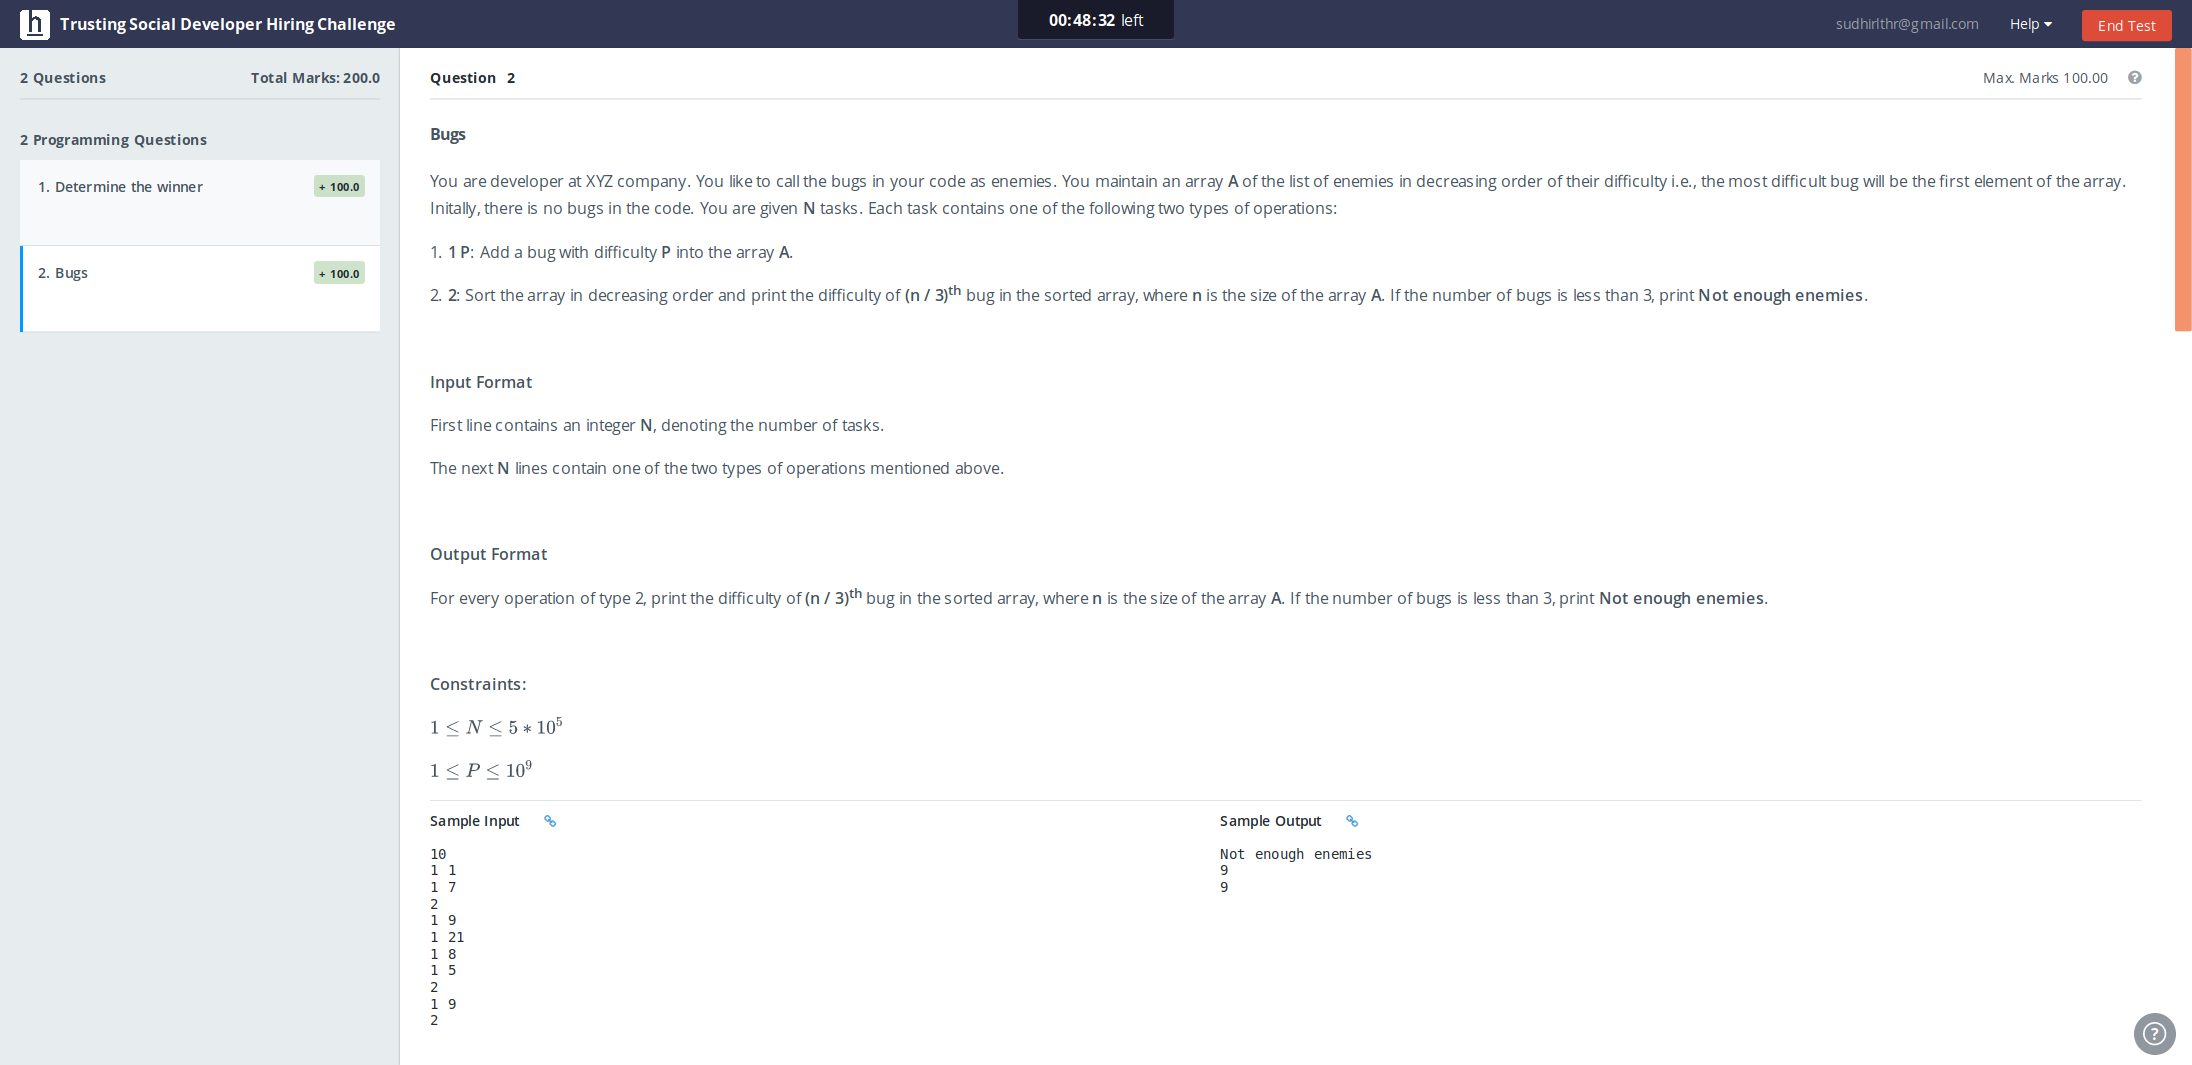 h Trusting Social Developer Hiring Challenge
00:48:32 left
sudhirlthr@gmail.com Help End Test
2 Questions Total Marks: 200.0
2 Programming Questions
1. Determine the winner + 100.0
2. Bugs + 100.0
Question 2 Max. Marks 100.00 ?
Bugs
You are developer at XYZ company. You like to call the bugs in your code as enemies. You maintain an array A of the list of enemies in decreasing order of their difficulty i.e., the most difficult bug will be the first element of the array.
Initally, there is no bugs in the code. You are given N tasks. Each task contains one of the following two types of operations:
1. 1 P: Add a bug with difficulty P into the array A.
2. 2: Sort the array in decreasing order and print the difficulty of (n / 3)th bug in the sorted array, where n is the size of the array A. If the number of bugs is less than 3, print Not enough enemies.
Input Format
First line contains an integer N, denoting the number of tasks.
The next N lines contain one of the two types of operations mentioned above.
Output Format
For every operation of type 2, print the difficulty of (n / 3)th bug in the sorted array, where n is the size of the array A. If the number of bugs is less than 3, print Not enough enemies.
Constraints:
1 ≤ N ≤ 5 * 10^5
1 ≤ P ≤ 10^9
Sample Input
10
1 1
1 7
2
1 9
1 21
1 8
1 5
2
1 9
2
Sample Output
Not enough enemies
9
9
?